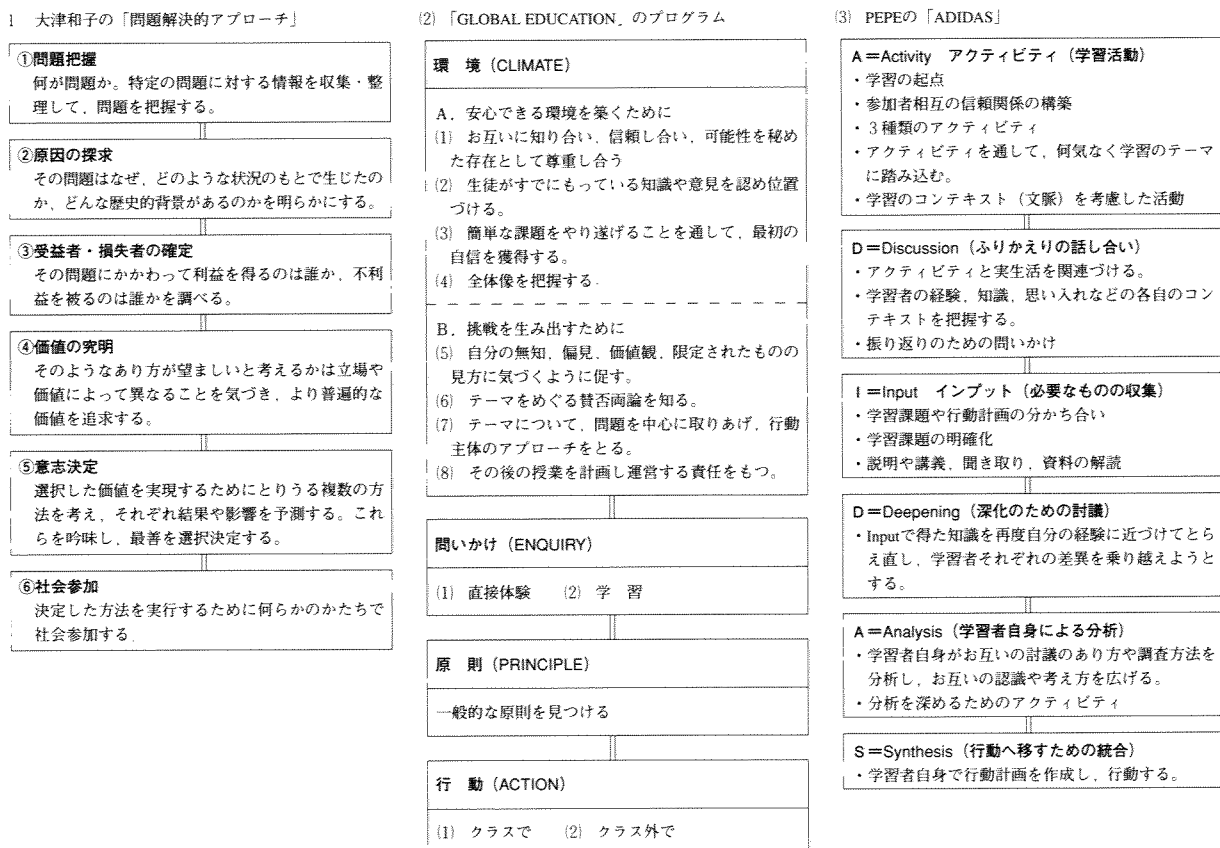 1 大津和子の「問題解決的アプローチ」
①問題把握
何が問題か。特定の問題に対する情報を収集・整
理して，問題を把握する。
②原因の探求
その問題はなぜ，どのような状況のもとで生じたの
か，どんな歴史的背景があるのかを明らかにする。
③受益者・損失者の確定
その問題にかかわって利益を得るのは誰か，不利
益を被るのは誰かを調べる。
④価値の究明
そのようなあり方が望ましいと考えるかは立場や
価値によって異なることを気づき，より普遍的な
価値を追求する。
⑤意志決定
選択した価値を実現するためにとりうる複数の方
法を考え，それぞれ結果や影響を予測する。これ
らを吟味し，最善を選択決定する。
⑥社会参加
決定した方法を実行するために何らかのかたちで
社会参加する
(2) 「GLOBAL EDUCATION」のプログラム
環 境（CLIMATE）
A．安心できる環境を築くために
(1) お互いに知り合い，信頼し合い，可能性を秘め
た存在として尊重し合う
(2) 生徒がすでにもっている知識や意見を認め位置
づける。
(3) 簡単な課題をやり遂げることを通して，最初の
自信を獲得する。
(4) 全体像を把握する
B．挑戦を生み出すために
(5) 自分の無知，偏見，価値観，限定されたものの
見方に気づくように促す。
(6) テーマをめぐる賛否両論を知る。
(7) テーマについて，問題を中心に取りあげ，行動
主体のアプローチをとる。
(8) その後の授業を計画し運営する責任をもつ。
問いかけ（ENQUIRY）
(1) 直接体験 (2) 学 習
原 則（PRINCIPLE）
一般的な原則を見つける
行 動（ACTION）
(1) クラスで (2) クラス外で
(3) PEPEの「ADIDAS」
A＝Activity アクティビティ（学習活動）
・学習の起点
・参加者相互の信頼関係の構築
・３種類のアクティビティ
・アクティビティを通して，何気なく学習のテーマ
に踏み込む。
・学習のコンテキスト（文脈）を考慮した活動
D＝Discussion（ふりかえりの話し合い）
・アクティビティと実生活を関連づける。
・学習者の経験，知識，思い入れなどの各自のコン
テキストを把握する。
・振り返りのための問いかけ
I＝Input インプット（必要なものの収集）
・学習課題や行動計画の分かち合い
・学習課題の明確化
・説明や講義，聞き取り，資料の解読
D＝Deepening（深化のための討議）
・Inputで得た知識を再度自分の経験に近づけてとら
え直し，学習者それぞれの差異を乗り越えようと
する。
A＝Analysis（学習者自身による分析）
・学習者自身がお互いの討議のあり方や調査方法を
分析し，お互いの認識や考え方を広げる。
・分析を深めるためのアクティビティ
S＝Synthesis（行動へ移すための統合）
・学習者自身で行動計画を作成し，行動する。